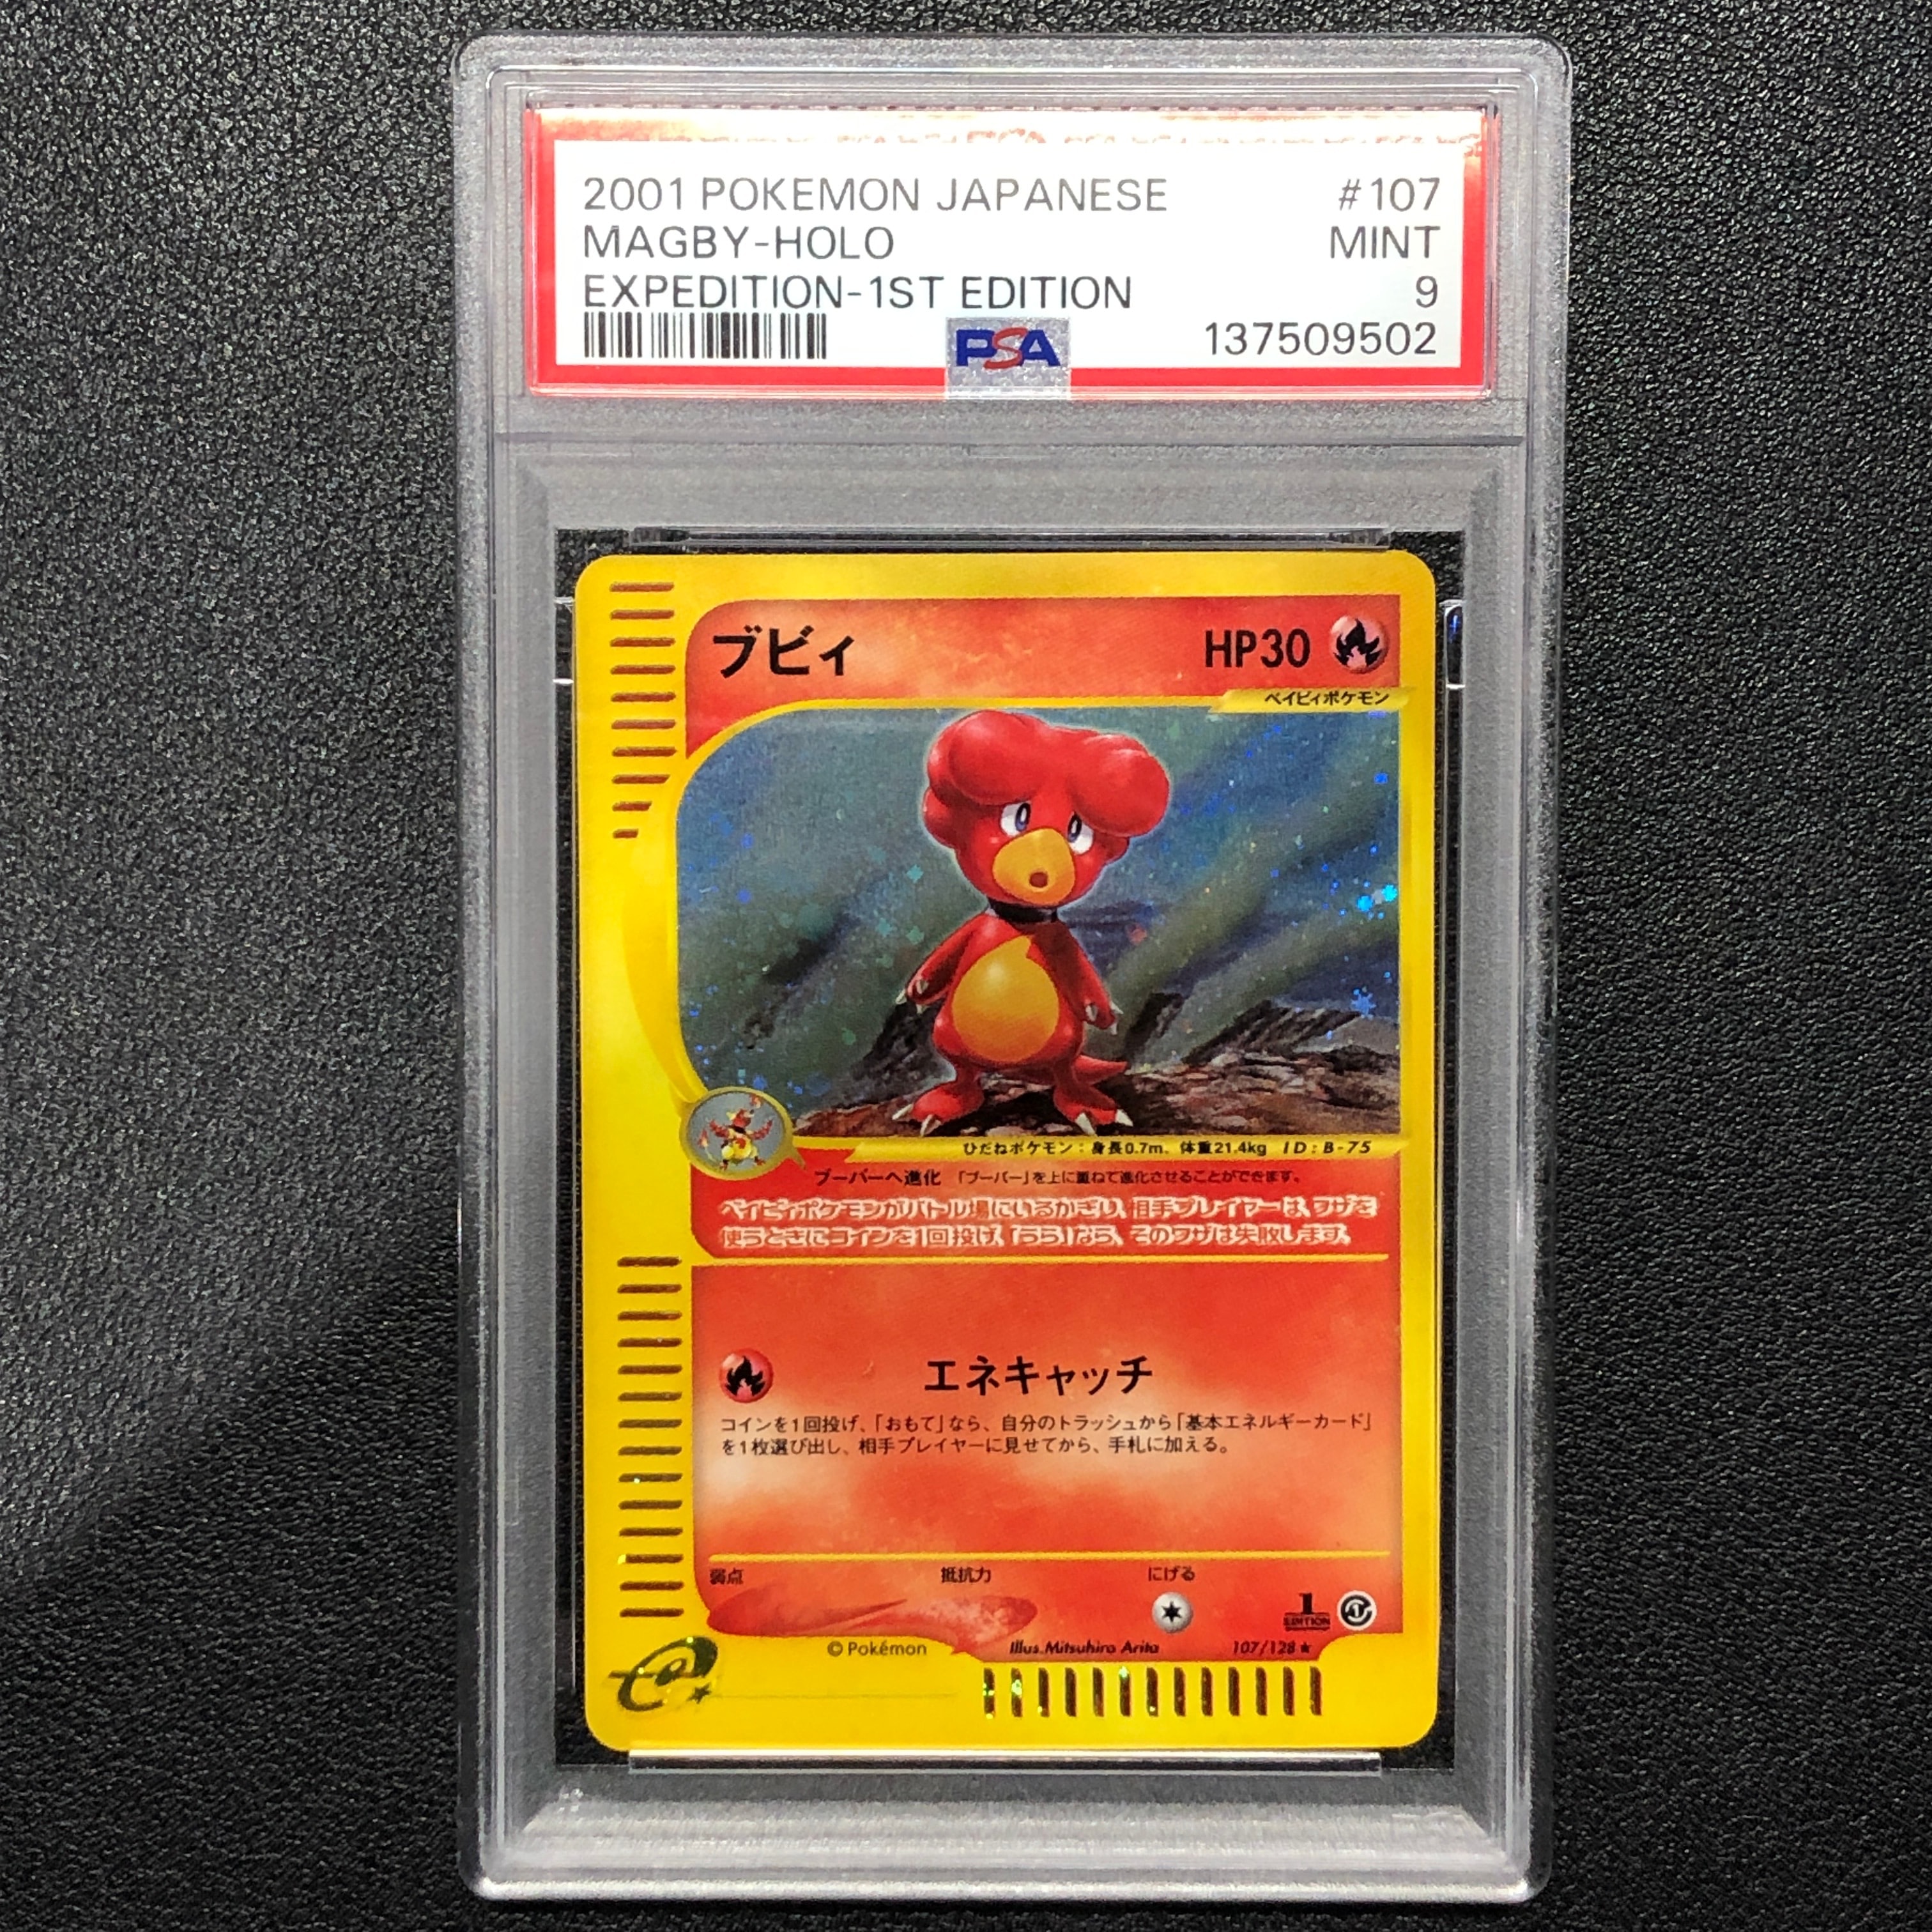 2001 POKEMON JAPANESE #107
MAGBY-HOLO MINT
EXPEDITION-1ST EDITION 9
PSA 137509502
ブビィ HP30
ベイビィポケモン
ひだねポケモン：身長0.7m、体重21.4kg ID：B-75
ブーバーへ進化 「ブーバー」を上に重ねて進化させることができます。
ベイビィポケモンがバトル場にいるかぎり、相手プレイヤーは、ワザを
使うときにコインを1回投げ、「うら」なら、そのワザは失敗します。
エネキャッチ
コインを1回投げ、「おもて」なら、自分のトラッシュから「基本エネルギーカード」
を1枚選び出し、相手プレイヤーに見せてから、手札に加える。
弱点 抵抗力 にげる
1 EDITION
© Pokémon Illus. Mitsuhiro Arita 107/128 ★
e